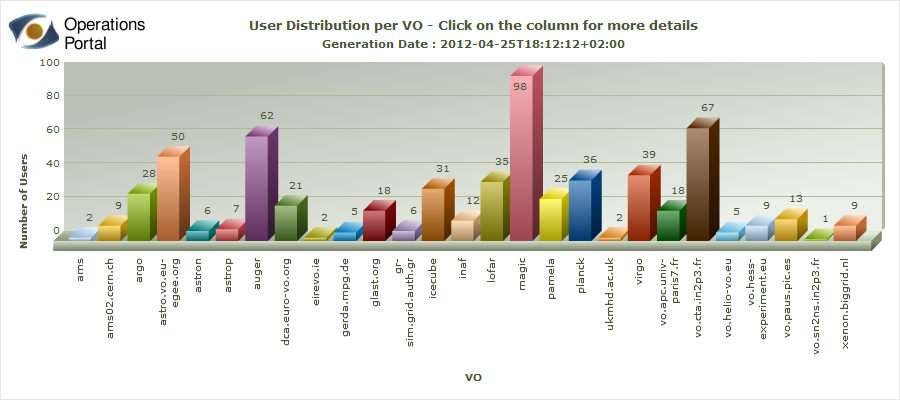 Operations
Portal
User Distribution per VO - Click on the column for more details
Generation Date : 2012-04-25T18:12:12+02:00
Number of Users
100
80
60
40
20
0
2
9
28
50
6
7
62
21
2
5
18
6
31
12
35
98
25
36
2
39
18
67
5
9
13
1
9
ams
ams02.cern.ch
argo
astro.vo.eu-
egee.org
astron
astrop
auger
dca.euro-vo.org
eirevo.ie
gerda.mpg.de
glast.org
gr-
sim.grid.auth.gr
icecube
inaf
lofar
magic
pamela
planck
ukmhd.ac.uk
virgo
vo.apc.univ-
paris7.fr
vo.cta.in2p3.fr
vo.helio-vo.eu
vo.hess-
experiment.eu
vo.paus.pic.es
vo.sn2ns.in2p3.fr
xenon.biggrid.nl
VO